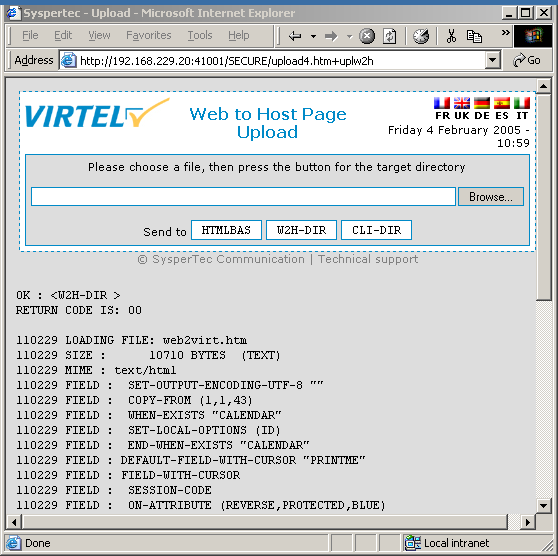 Syspertec - Upload - Microsoft Internet Explorer
File Edit View Favorites Tools Help
Address http://192.168.229.20:41001/SECURE/upload4.htm+uplw2h Go
VIRTEL
Web to Host Page
Upload
FR UK DE ES IT
Friday 4 February 2005 -
10:59
Please choose a file, then press the button for the target directory
Browse...
Send to HTMLBAS W2H-DIR CLI-DIR
© SysperTec Communication | Technical support
OK : <W2H-DIR >
RETURN CODE IS: 00
110229 LOADING FILE: web2virt.htm
110229 SIZE : 10710 BYTES (TEXT)
110229 MIME : text/html
110229 FIELD : SET-OUTPUT-ENCODING-UTF-8 ""
110229 FIELD : COPY-FROM (1,1,43)
110229 FIELD : WHEN-EXISTS "CALENDAR"
110229 FIELD : SET-LOCAL-OPTIONS (ID)
110229 FIELD : END-WHEN-EXISTS "CALENDAR"
110229 FIELD : DEFAULT-FIELD-WITH-CURSOR "PRINTME"
110229 FIELD : FIELD-WITH-CURSOR
110229 FIELD : SESSION-CODE
110229 FIELD : ON-ATTRIBUTE (REVERSE,PROTECTED,BLUE)
Done Local intranet